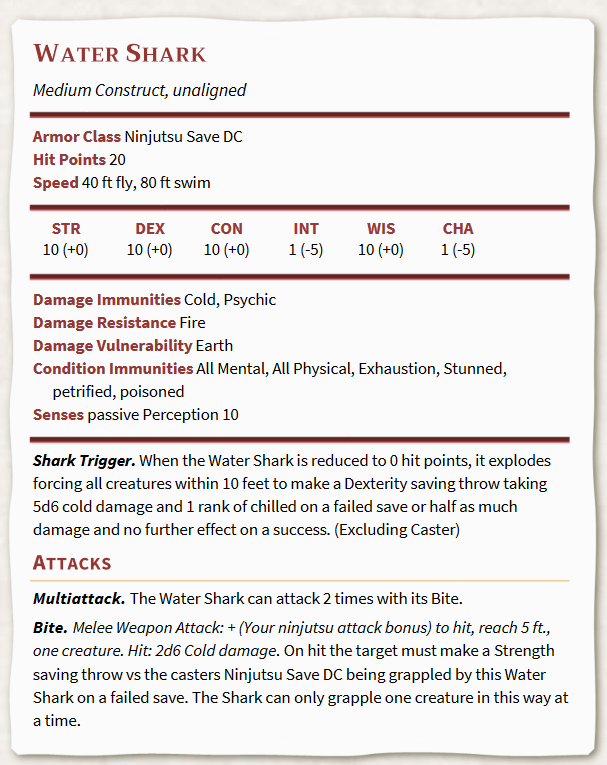 Water Shark
Medium Construct, unaligned
Armor Class Ninjutsu Save DC
Hit Points 20
Speed 40 ft fly, 80 ft swim
STR DEX CON INT WIS CHA
10 (+0) 10 (+0) 10 (+0) 1 (-5) 10 (+0) 1 (-5)
Damage Immunities Cold, Psychic
Damage Resistance Fire
Damage Vulnerability Earth
Condition Immunities All Mental, All Physical, Exhaustion, Stunned,
petrified, poisoned
Senses passive Perception 10
Shark Trigger. When the Water Shark is reduced to 0 hit points, it explodes
forcing all creatures within 10 feet to make a Dexterity saving throw taking
5d6 cold damage and 1 rank of chilled on a failed save or half as much
damage and no further effect on a success. (Excluding Caster)
Attacks
Multiattack. The Water Shark can attack 2 times with its Bite.
Bite. Melee Weapon Attack: + (Your ninjutsu attack bonus) to hit, reach 5 ft.,
one creature. Hit: 2d6 Cold damage. On hit the target must make a Strength
saving throw vs the casters Ninjutsu Save DC being grappled by this Water
Shark on a failed save. The Shark can only grapple one creature in this way at
a time.